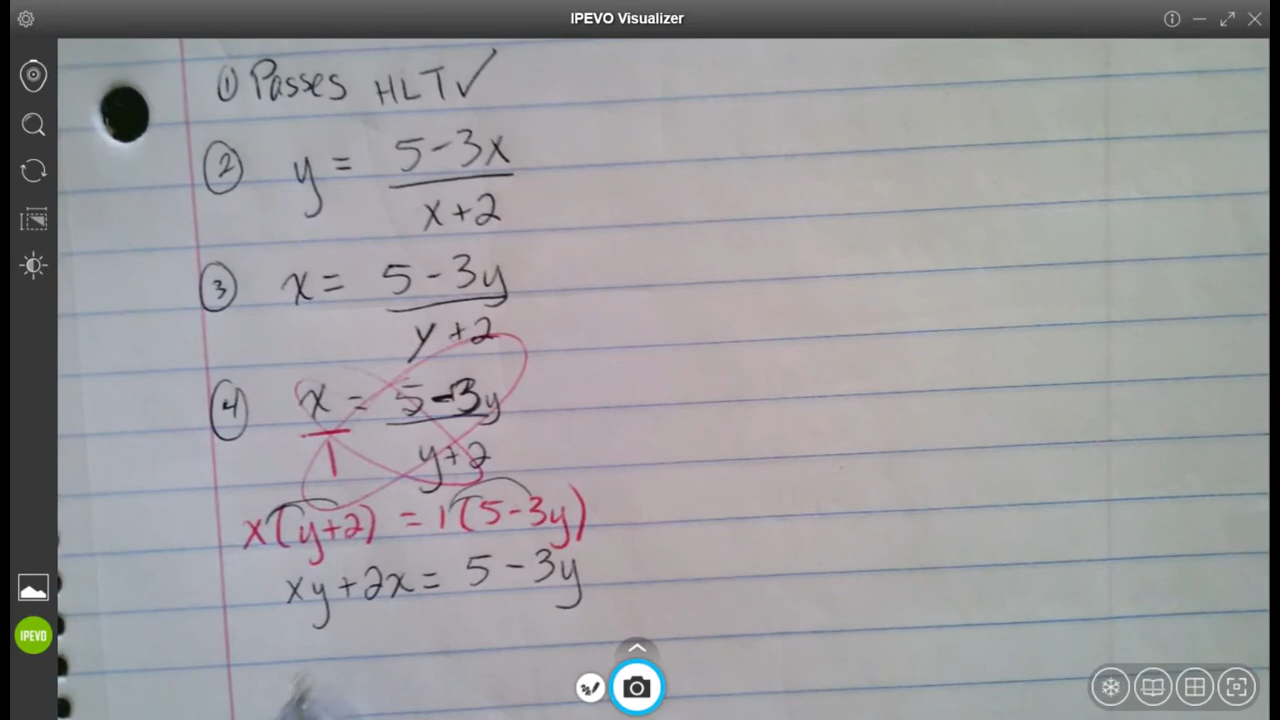 IPEVO Visualizer
① Passes HLT✓
② y = 5-3x
x+2
③ x = 5-3y
y+2
④ x = 5-3y
1 y+2
x(y+2) = 1(5-3y)
xy+2x = 5-3y
IPEVO